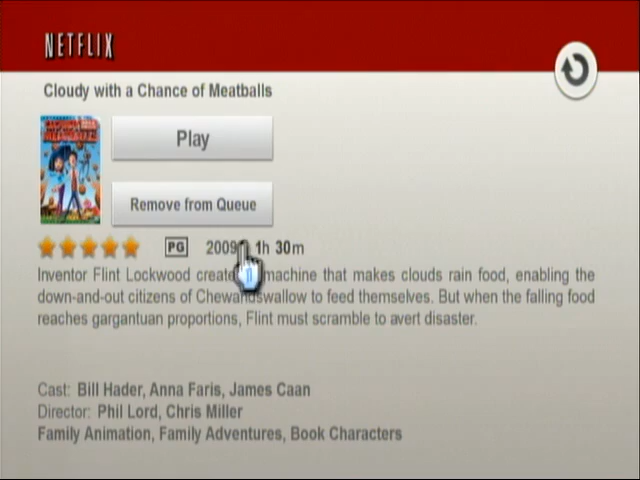 NETFLIX
Cloudy with a Chance of Meatballs
Play
Remove from Queue
PG 2009 1h 30m
Inventor Flint Lockwood create machine that makes clouds rain food, enabling the
down-and-out citizens of Chewandswallow to feed themselves. But when the falling food
reaches gargantuan proportions, Flint must scramble to avert disaster.
Cast: Bill Hader, Anna Faris, James Caan
Director: Phil Lord, Chris Miller
Family Animation, Family Adventures, Book Characters